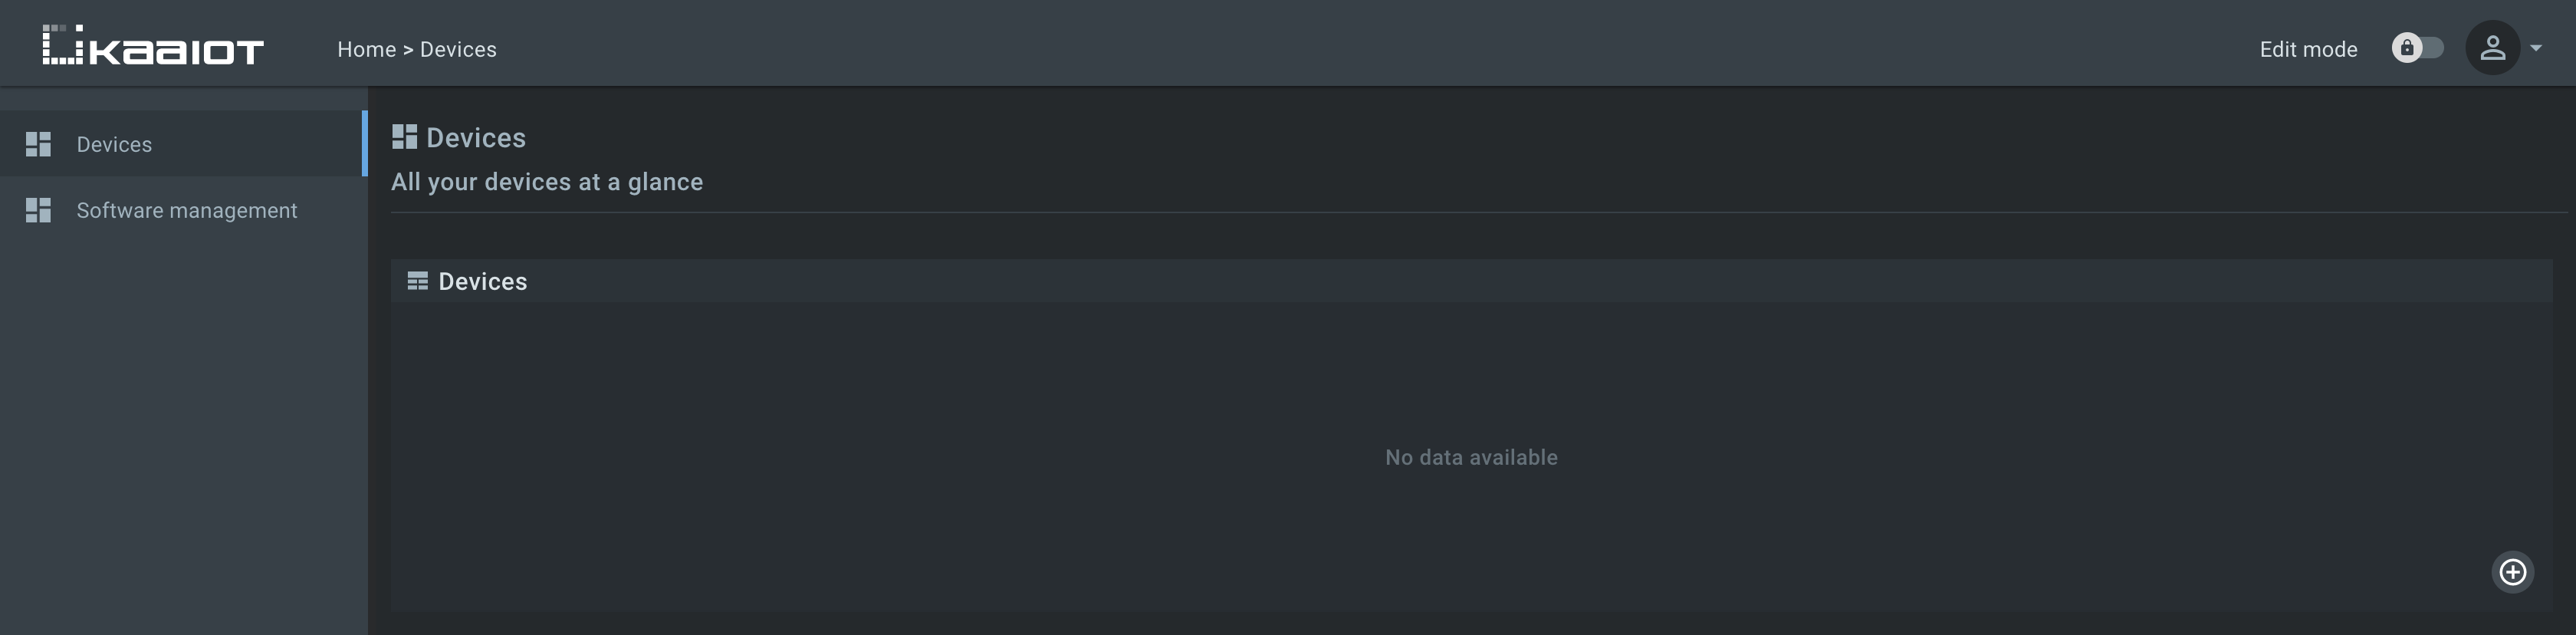 KaaIoT
Home > Devices
Edit mode
Devices
Software management
Devices
All your devices at a glance
Devices
No data available